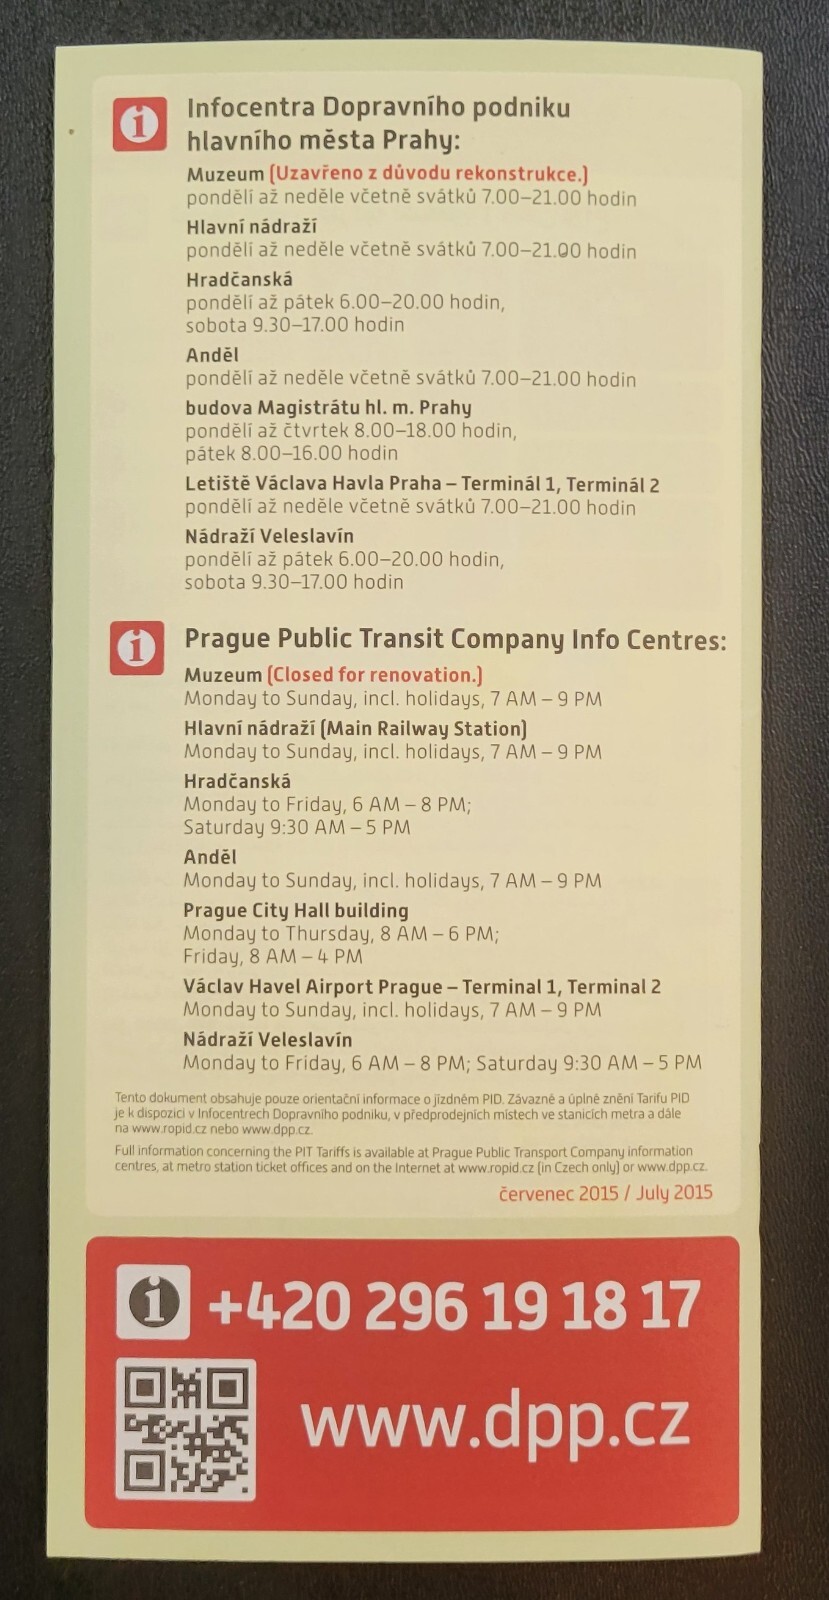 Infocentra Dopravního podniku
hlavního města Prahy:
Muzeum (Uzavřeno z důvodu rekonstrukce.)
pondělí až neděle včetně svátků 7.00–21.00 hodin
Hlavní nádraží
pondělí až neděle včetně svátků 7.00–21.00 hodin
Hradčanská
pondělí až pátek 6.00–20.00 hodin,
sobota 9.30–17.00 hodin
Anděl
pondělí až neděle včetně svátků 7.00–21.00 hodin
budova Magistrátu hl. m. Prahy
pondělí až čtvrtek 8.00–18.00 hodin,
pátek 8.00–16.00 hodin
Letiště Václava Havla Praha – Terminál 1, Terminál 2
pondělí až neděle včetně svátků 7.00–21.00 hodin
Nádraží Veleslavín
pondělí až pátek 6.00–20.00 hodin,
sobota 9.30–17.00 hodin
Prague Public Transit Company Info Centres:
Muzeum (Closed for renovation.)
Monday to Sunday, incl. holidays, 7 AM – 9 PM
Hlavní nádraží (Main Railway Station)
Monday to Sunday, incl. holidays, 7 AM – 9 PM
Hradčanská
Monday to Friday, 6 AM – 8 PM;
Saturday 9:30 AM – 5 PM
Anděl
Monday to Sunday, incl. holidays, 7 AM – 9 PM
Prague City Hall building
Monday to Thursday, 8 AM – 6 PM;
Friday, 8 AM – 4 PM
Václav Havel Airport Prague – Terminal 1, Terminal 2
Monday to Sunday, incl. holidays, 7 AM – 9 PM
Nádraží Veleslavín
Monday to Friday, 6 AM – 8 PM; Saturday 9:30 AM – 5 PM
Tento dokument obsahuje pouze orientační informace o jízdném PID. Závazné a úplné znění Tarifu PID
je k dispozici v Infocentrech Dopravního podniku, v předprodejních místech ve stanicích metra a dále
na www.ropid.cz nebo www.dpp.cz.
Full information concerning the PIT Tariffs is available at Prague Public Transport Company information
centres, at metro station ticket offices and on the Internet at www.ropid.cz (in Czech only) or www.dpp.cz.
červenec 2015 / July 2015
+420 296 19 18 17
www.dpp.cz